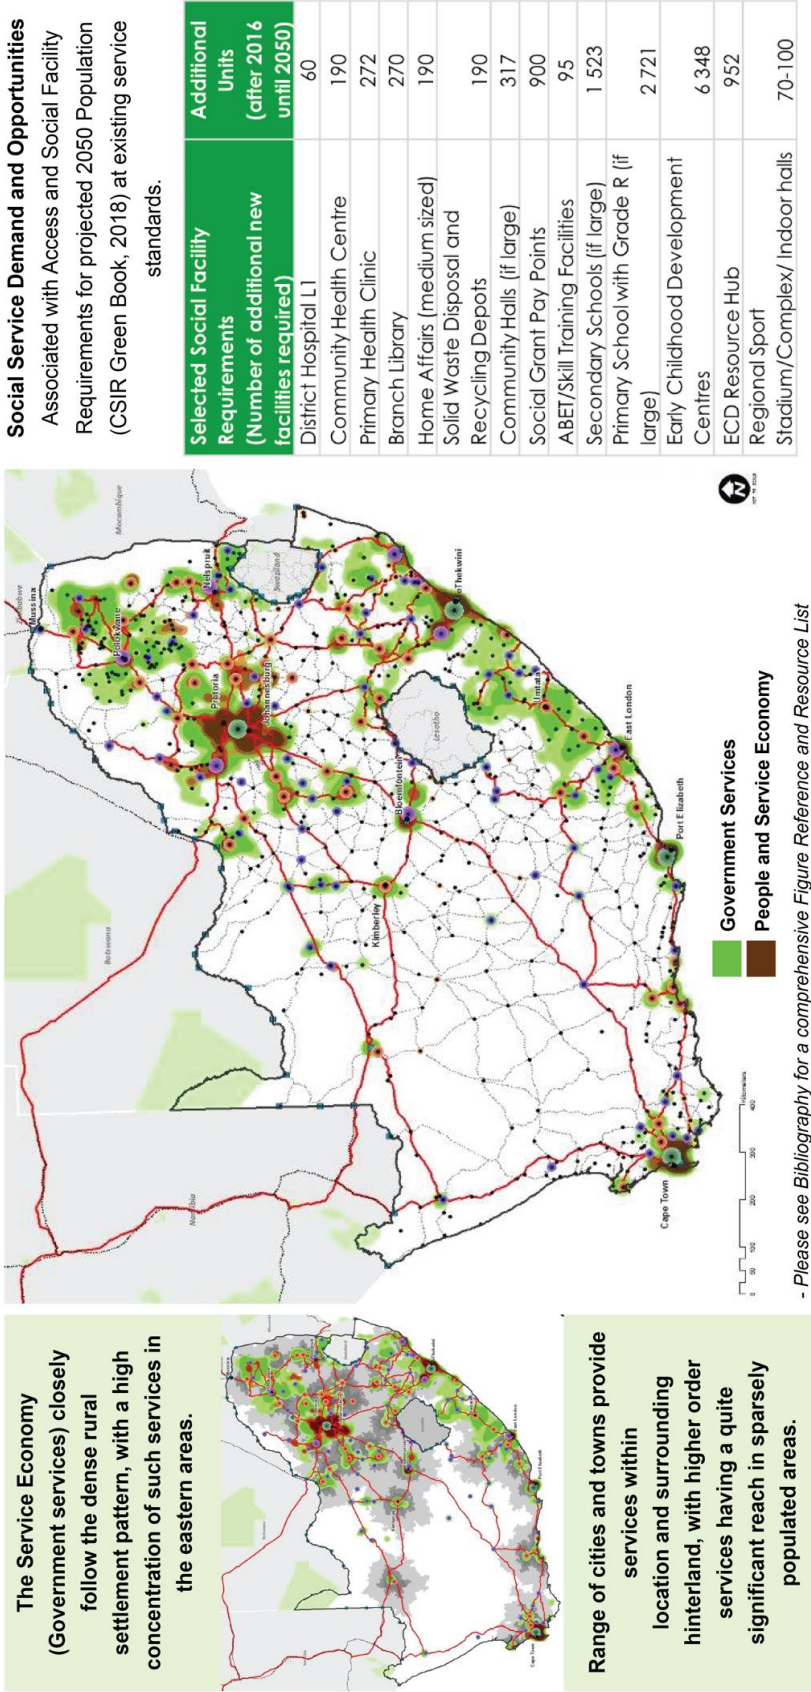 The Service Economy
(Government services) closely
follow the dense rural
settlement pattern, with a high
concentration of such services in
the eastern areas.
Range of cities and towns provide
services within
location and surrounding
hinterland, with higher order
services having a quite
significant reach in sparsely
populated areas.
Zimbabwe
Mussina
Mozambique
Polokwane
Nelspruit
Swaziland
Pretoria
Johannesburg
Botswana
Namibia
Kimberley
Bloemfontein
Lesotho
eThekwini
Umtata
East London
Port Elizabeth
Cape Town
0 50 100 200 300 400
Kilometers
N
Government Services
People and Service Economy
- Please see Bibliography for a comprehensive Figure Reference and Resource List
Social Service Demand and Opportunities
Associated with Access and Social Facility
Requirements for projected 2050 Population
(CSIR Green Book, 2018) at existing service
standards.
Selected Social Facility Additional
Requirements Units
(Number of additional new (after 2016
facilities required) until 2050)
District Hospital L1 60
Community Health Centre 190
Primary Health Clinic 272
Branch Library 270
Home Affairs (medium sized) 190
Solid Waste Disposal and
Recycling Depots 190
Community Halls (if large) 317
Social Grant Pay Points 900
ABET/Skill Training Facilities 95
Secondary Schools (if large) 1 523
Primary School with Grade R (if
large) 2 721
Early Childhood Development
Centres 6 348
ECD Resource Hub 952
Regional Sport
Stadium/Complex/ Indoor halls 70-100